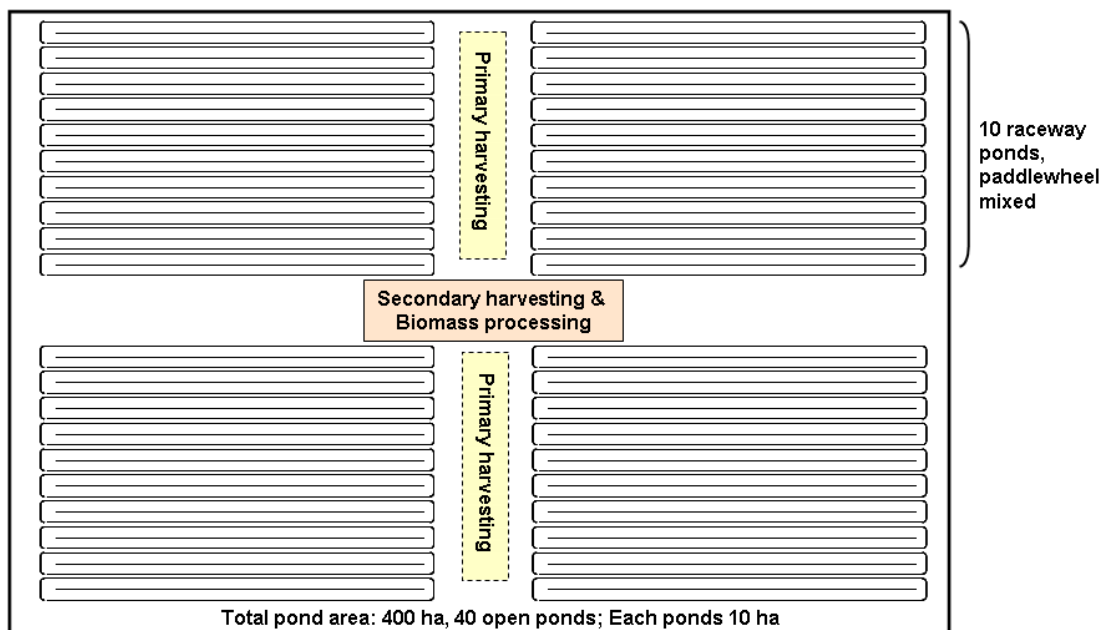 Primary harvesting
10 raceway
ponds,
paddlewheel
mixed
Secondary harvesting &
Biomass processing
Primary harvesting
Total pond area: 400 ha, 40 open ponds; Each ponds 10 ha